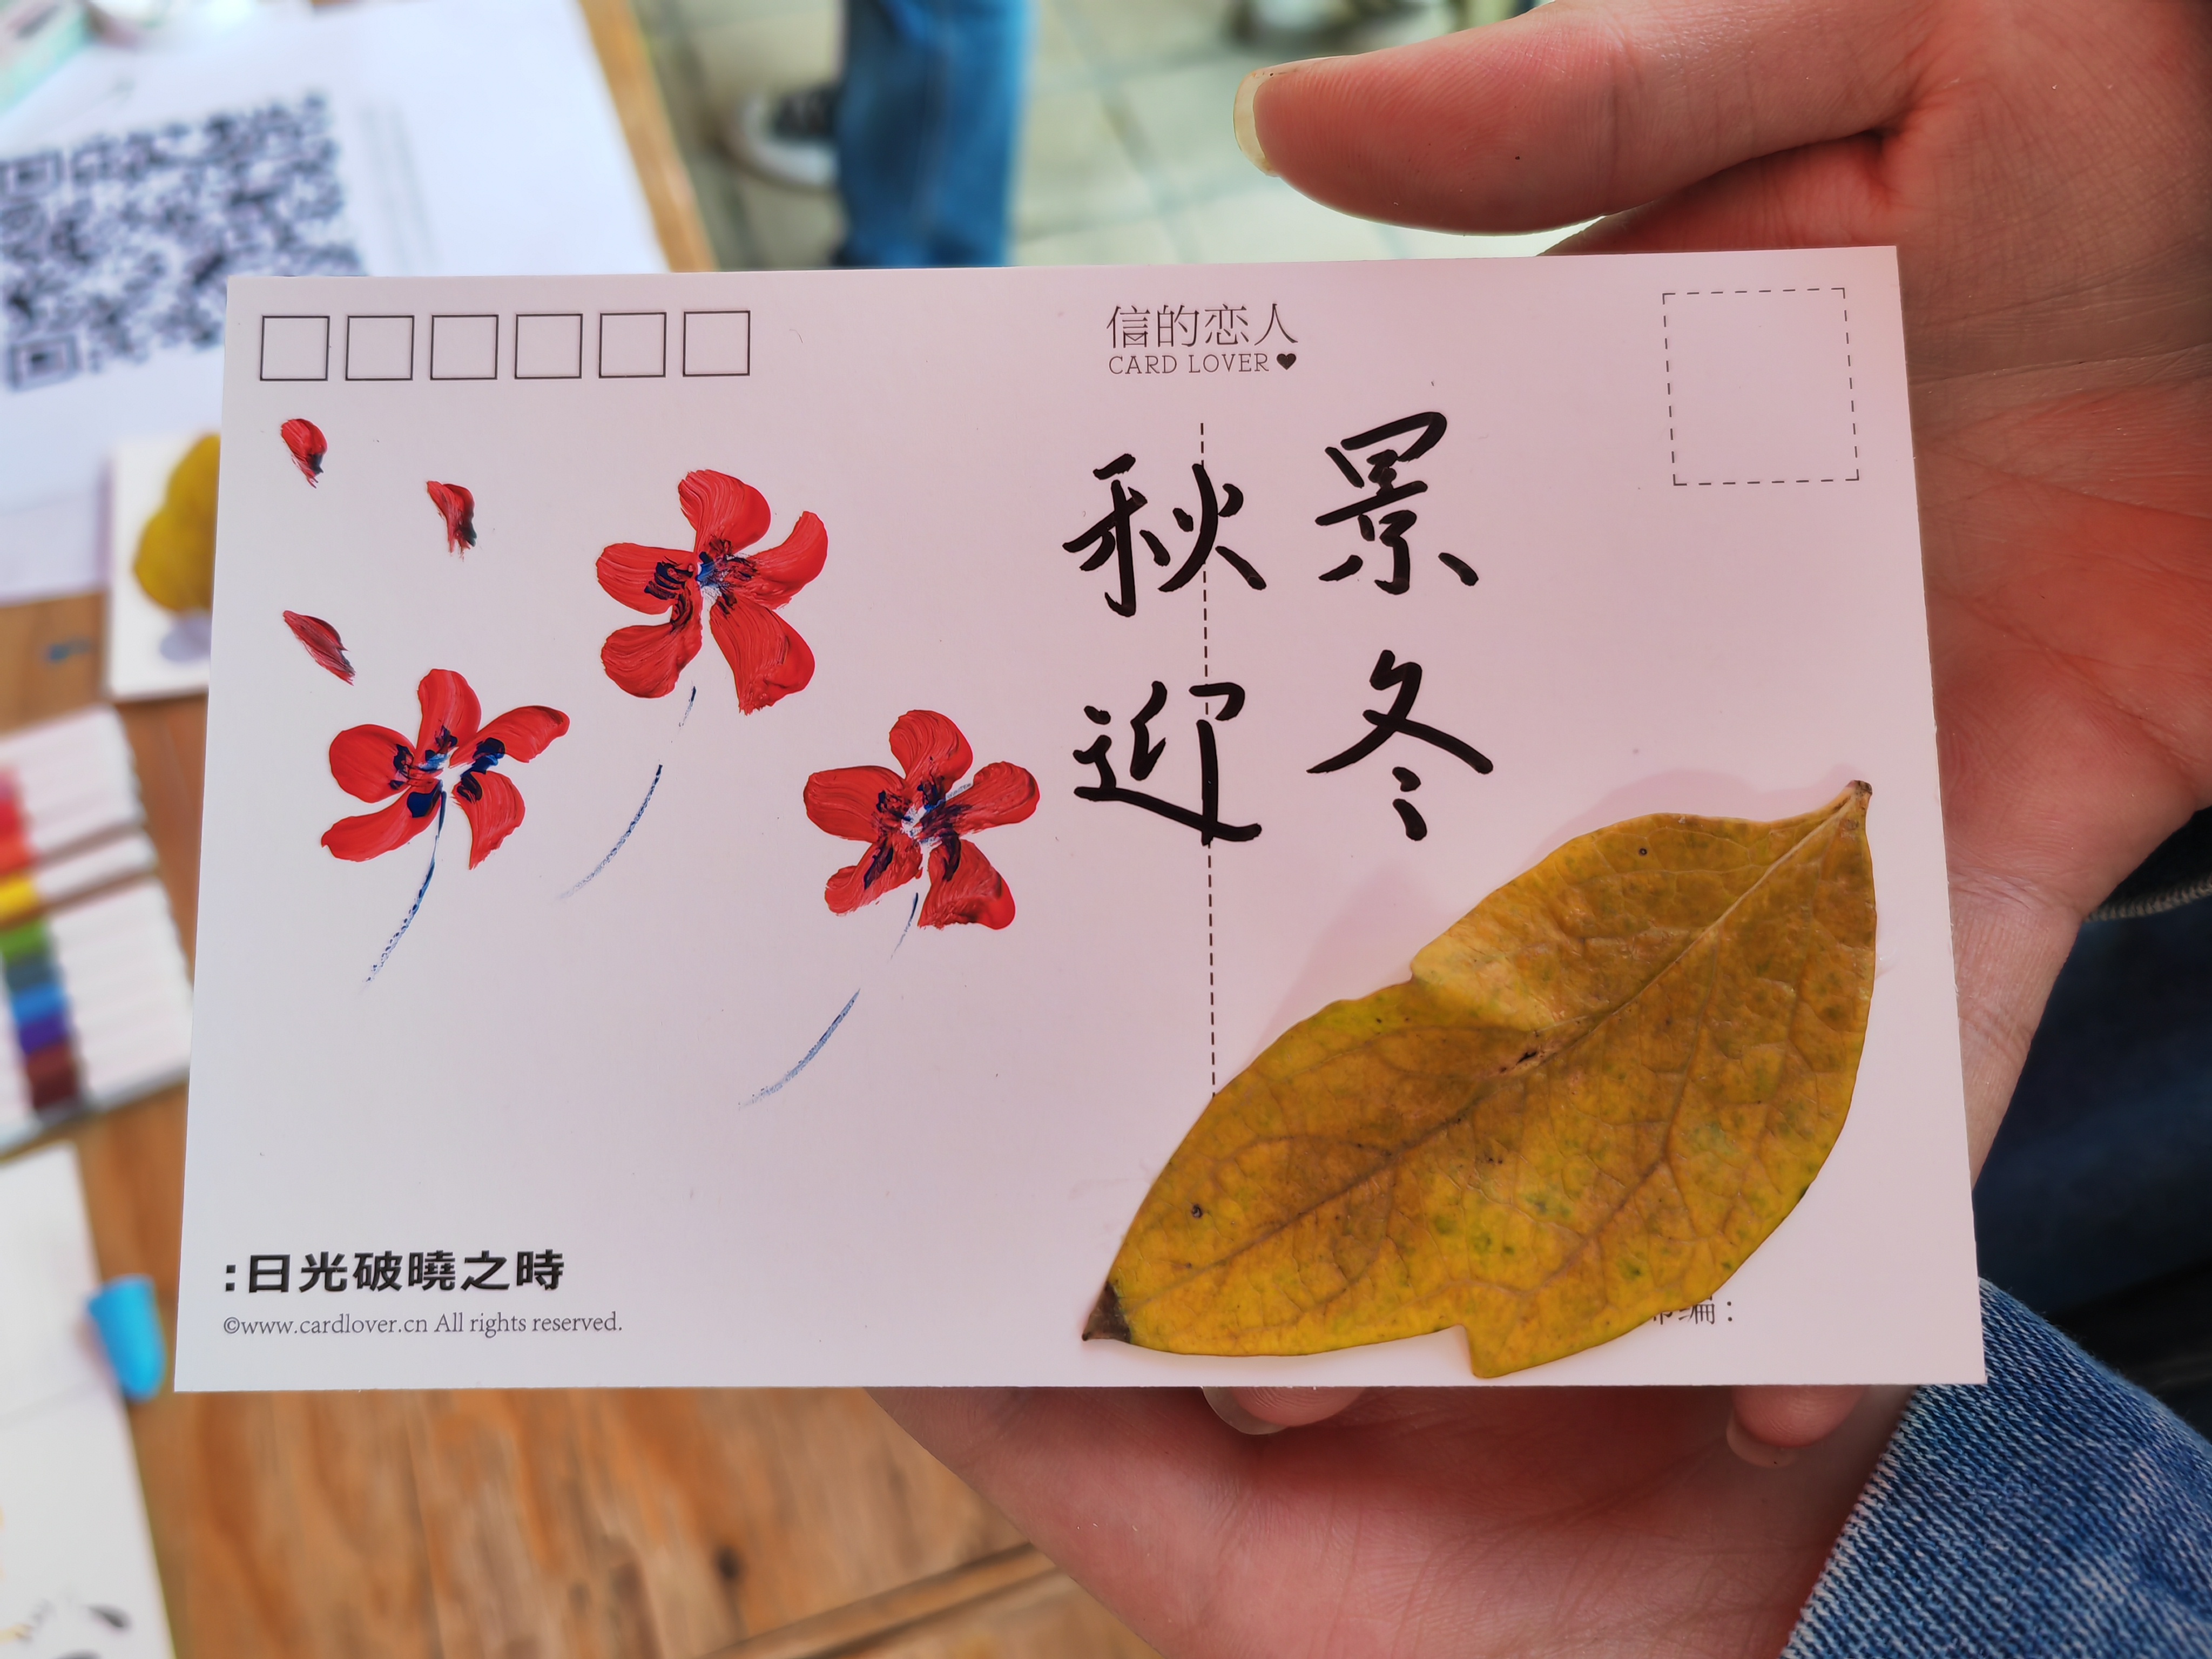 信的恋人
CARD LOVER♥
秋景
迎冬
:日光破曉之時
©www.cardlover.cn All rights reserved.
编：